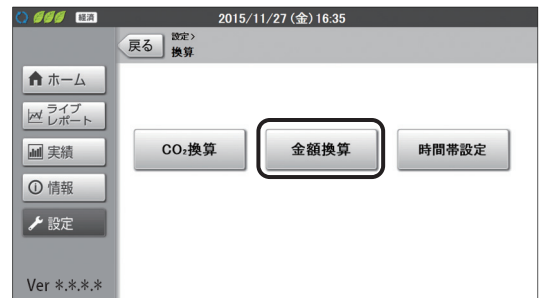 経済
2015/11/27(金)16:35
戻る
設定>
換算
ホーム
ライブ
レポート
実績
情報
設定
CO₂換算
金額換算
時間帯設定
Ver *.*.*.*